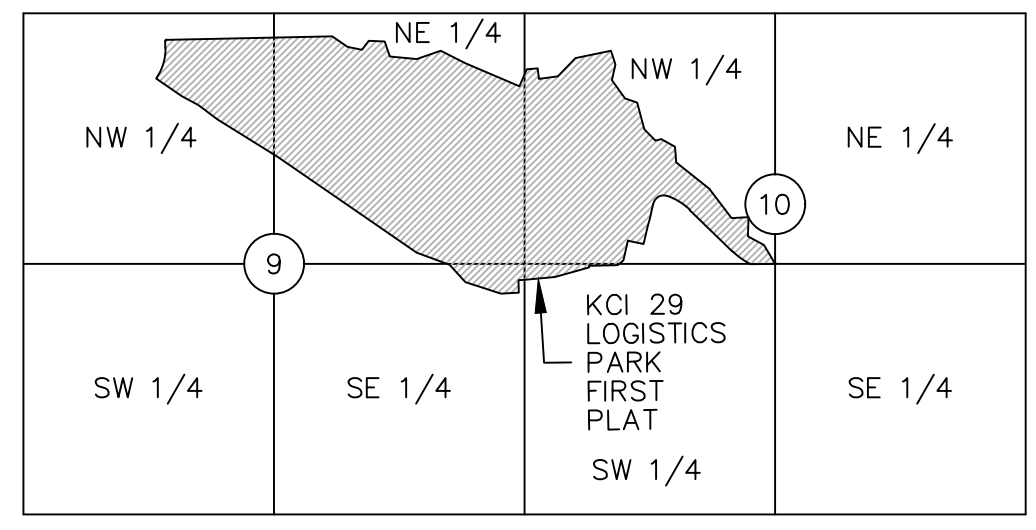 NE 1/4
NW 1/4
NW 1/4
NE 1/4
10
9
KCI 29
LOGISTICS
PARK
FIRST
PLAT
SW 1/4
SE 1/4
SE 1/4
SW 1/4